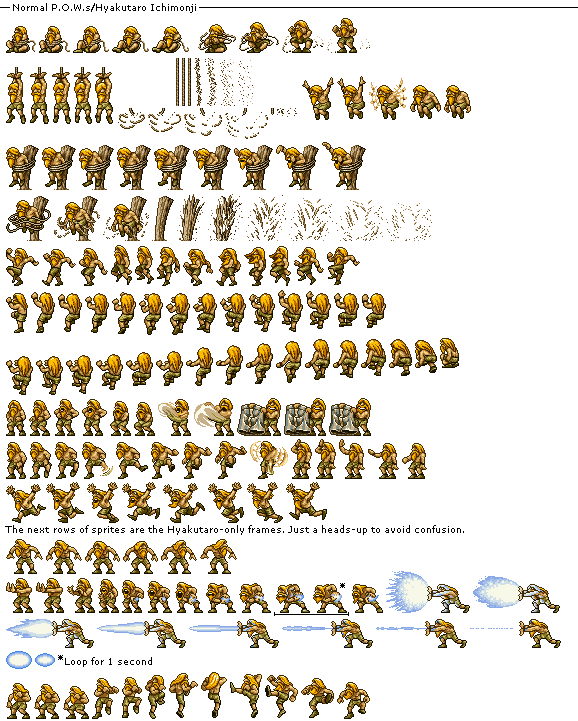 Normal P.O.W.s/Hyakutaro Ichimonji
The next rows of sprites are the Hyakutaro-only frames. Just a heads-up to avoid confusion.
*
*Loop for 1 second